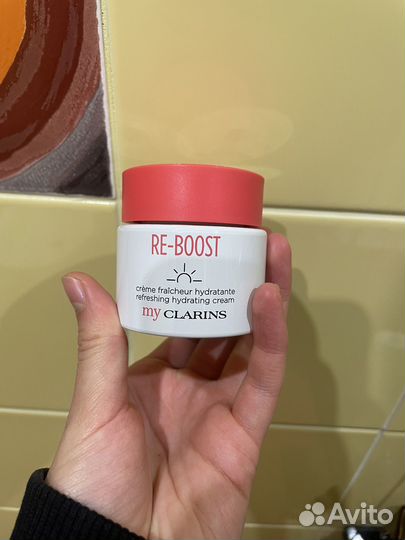 RE-BOOST
crème fraîcheur hydratante
refreshing hydrating cream
my CLARINS
Avito